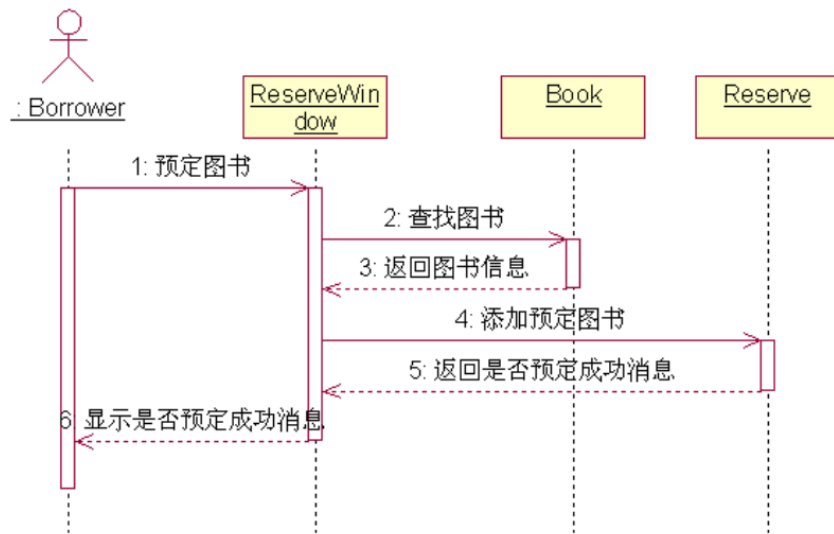 : Borrower
ReserveWin
dow
Book
Reserve
1: 预定图书
2: 查找图书
3: 返回图书信息
4: 添加预定图书
5: 返回是否预定成功消息
6: 显示是否预定成功消息